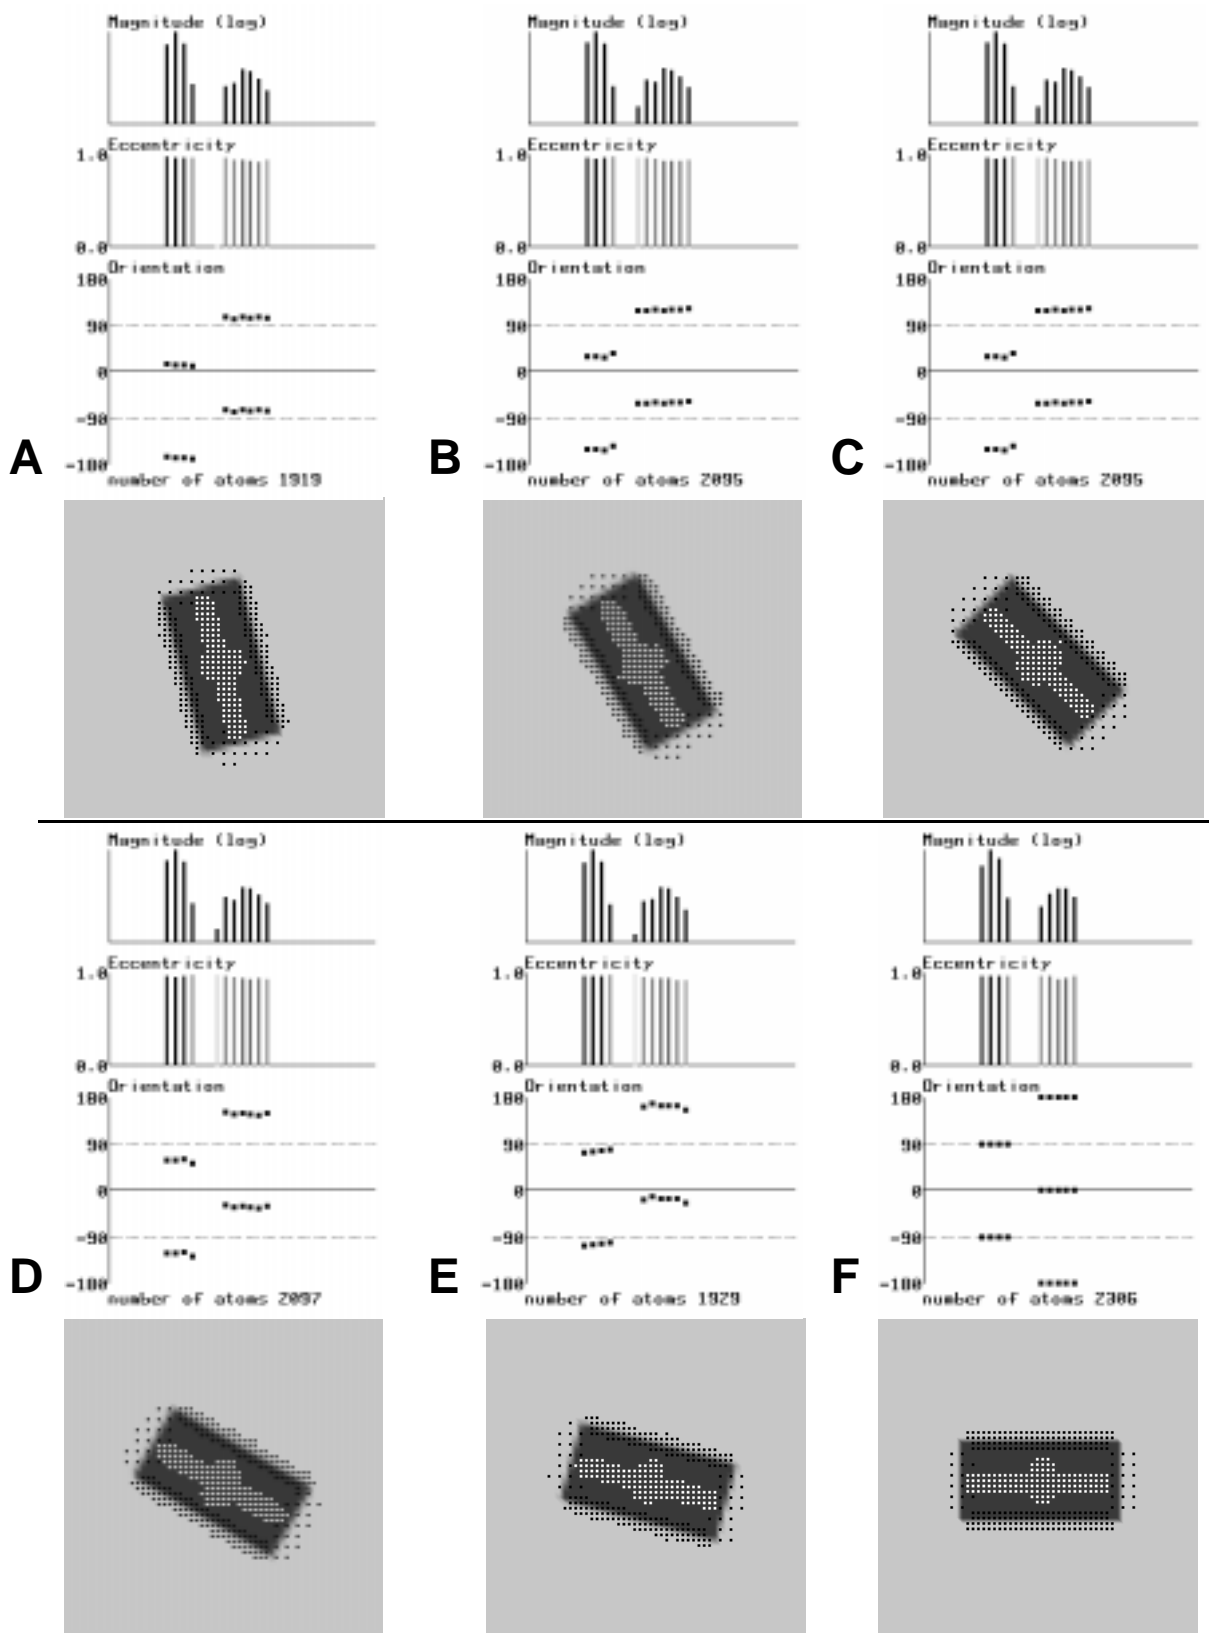 Magnitude (log)
Eccentricity
1.0
0.0
Orientation
180
90
0
-90
-180
number of atoms 1919
A
Magnitude (log)
Eccentricity
1.0
0.0
Orientation
180
90
0
-90
-180
number of atoms 2095
B
Magnitude (log)
Eccentricity
1.0
0.0
Orientation
180
90
0
-90
-180
number of atoms 2095
C
Magnitude (log)
Eccentricity
1.0
0.0
Orientation
180
90
0
-90
-180
number of atoms 2097
D
Magnitude (log)
Eccentricity
1.0
0.0
Orientation
180
90
0
-90
-180
number of atoms 1929
E
Magnitude (log)
Eccentricity
1.0
0.0
Orientation
180
90
0
-90
-180
number of atoms 2306
F